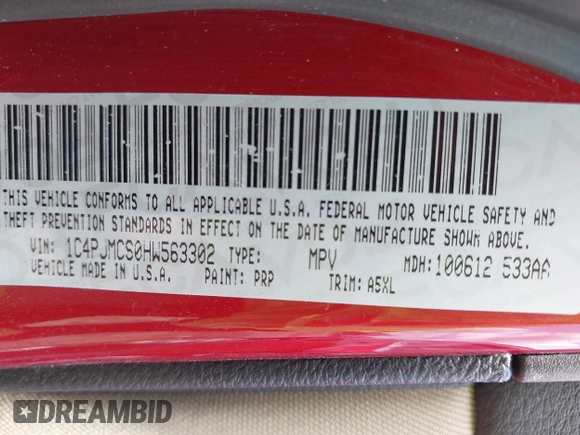 THIS VEHICLE CONFORMS TO ALL APPLICABLE U.S.A. FEDERAL MOTOR VEHICLE SAFETY AND
THEFT PREVENTION STANDARDS IN EFFECT ON THE DATE OF MANUFACTURE SHOWN ABOVE.
VIN: 1C4PJMCS0HW563302 TYPE: MPV MDH: 100612 533AA
VEHICLE MADE IN U.S.A. PAINT: PRP TRIM: A5XL
DREAMBID